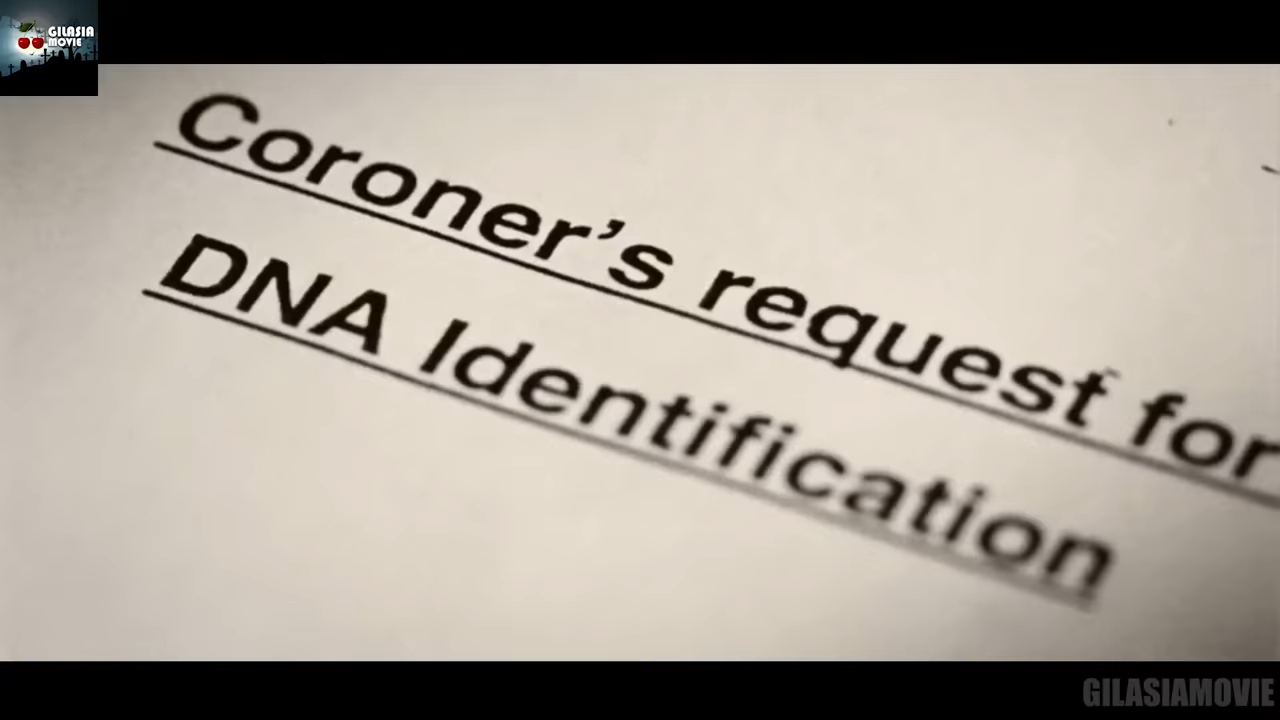 GILASIA
MOVIE
Coroner's request for
DNA Identification
GILASIAMOVIE